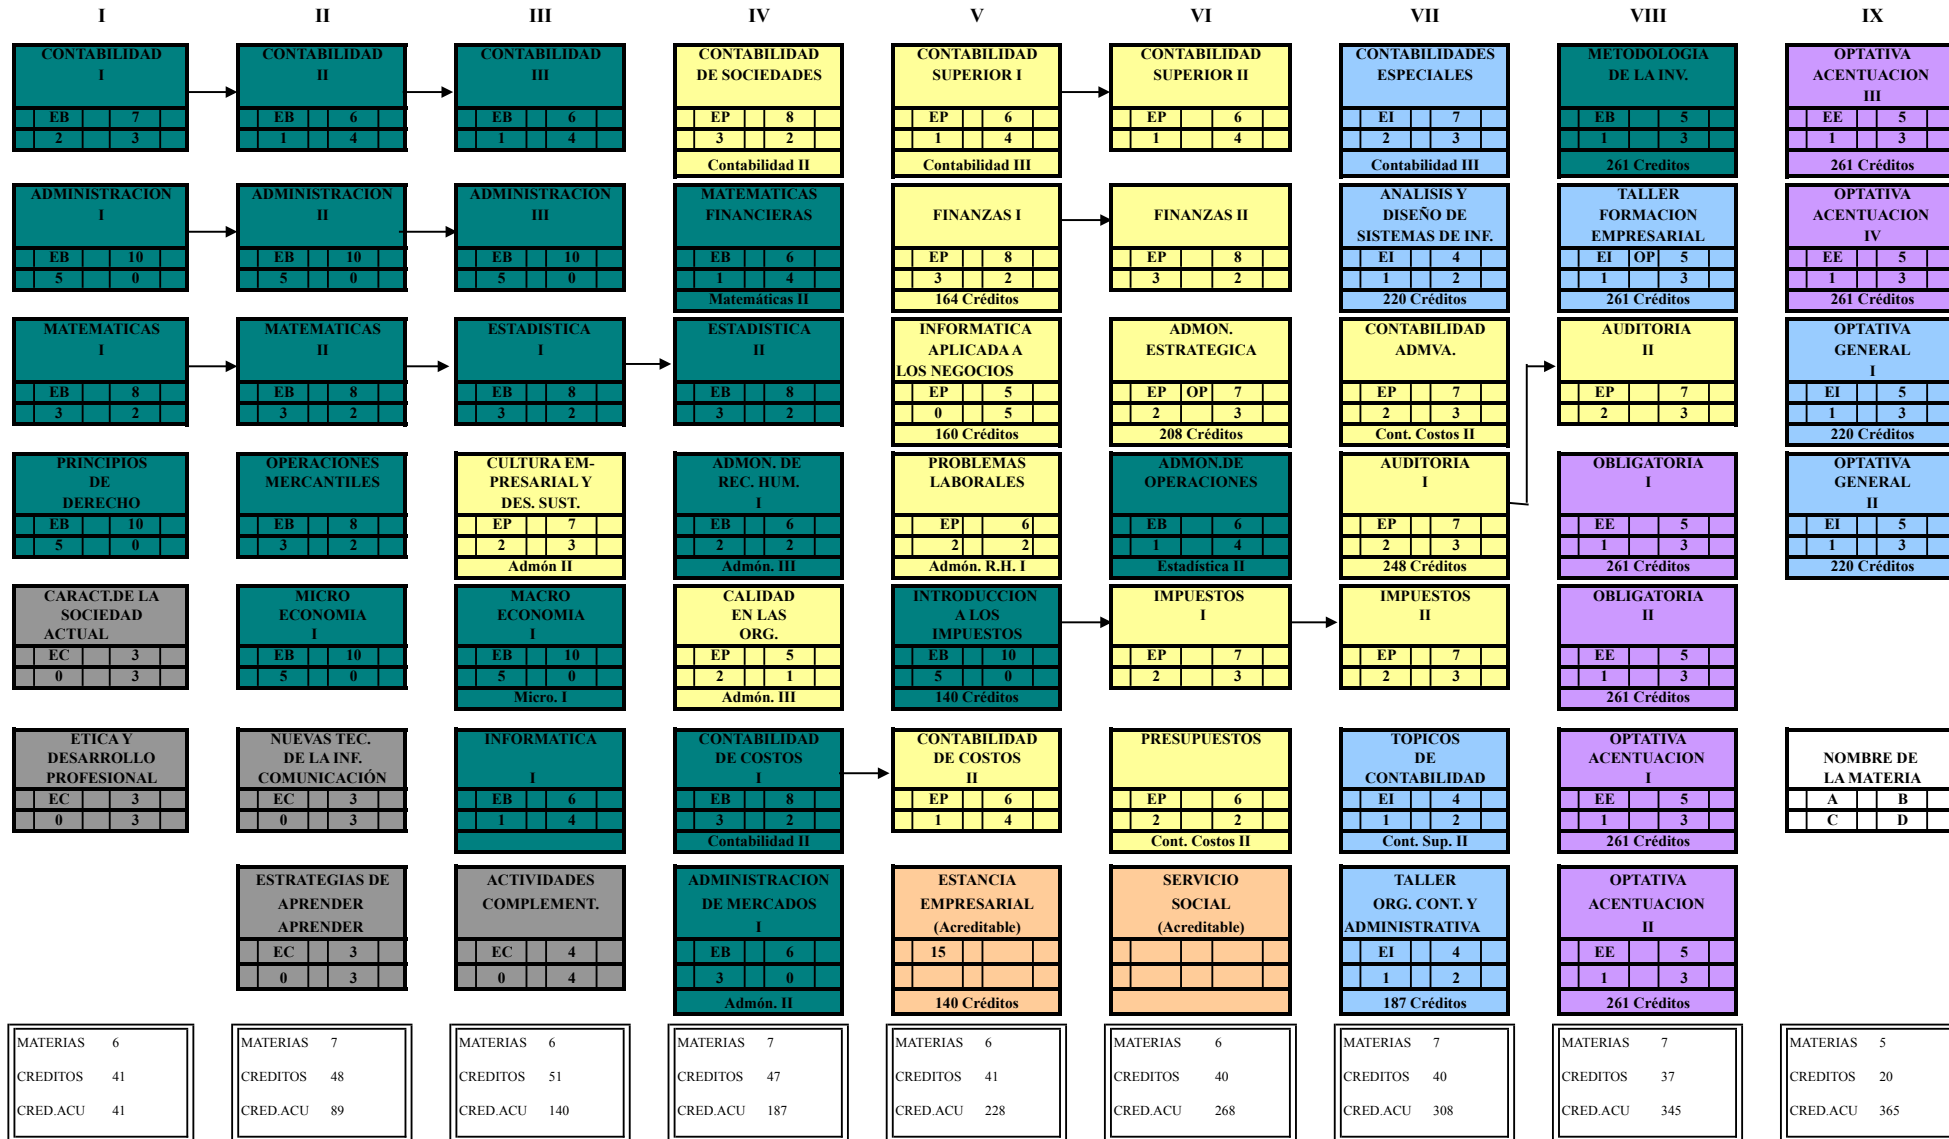 I II III IV V VI VII VIII IX
CONTABILIDAD CONTABILIDAD CONTABILIDAD CONTABILIDAD CONTABILIDAD CONTABILIDAD CONTABILIDADES METODOLOGIA OPTATIVA
I II III DE SOCIEDADES SUPERIOR I SUPERIOR II ESPECIALES DE LA INV. ACENTUACION
III
EB 7 EB 6 EB 6 EP 8 EP 6 EP 6 EI 7 EB 5 EE 5
2 3 1 4 1 4 3 2 1 4 1 4 2 3 1 3 1 3
Contabilidad II Contabilidad III Contabilidad III 261 Creditos 261 Créditos
ADMINISTRACION ADMINISTRACION ADMINISTRACION MATEMATICAS ANALISIS Y TALLER OPTATIVA
I II III FINANCIERAS FINANZAS I FINANZAS II DISEÑO DE FORMACION ACENTUACION
SISTEMAS DE INF. EMPRESARIAL IV
EB 10 EB 10 EB 10 EB 6 EP 8 EP 8 EI 4 EI OP 5 EE 5
5 0 5 0 5 0 1 4 3 2 3 2 1 2 1 3 1 3
Matemáticas II 164 Créditos 220 Créditos 261 Créditos 261 Créditos
MATEMATICAS MATEMATICAS ESTADISTICA ESTADISTICA INFORMATICA ADMON. CONTABILIDAD AUDITORIA OPTATIVA
I II I II APLICADA A ESTRATEGICA ADMVA. II GENERAL
LOS NEGOCIOS I
EB 8 EB 8 EB 8 EB 8 EP 5 EP OP 7 EP 7 EP 7 EI 5
3 2 3 2 3 2 3 2 0 5 2 3 2 3 2 3 1 3
160 Créditos 208 Créditos Cont. Costos II 220 Créditos
PRINCIPIOS OPERACIONES CULTURA EM- ADMON. DE PROBLEMAS ADMON.DE AUDITORIA OBLIGATORIA OPTATIVA
DE MERCANTILES PRESARIAL Y REC. HUM. LABORALES OPERACIONES I I GENERAL
DERECHO DES. SUST. I II
EB 10 EB 8 EP 7 EB 6 EP 6 EB 6 EP 7 EE 5 EI 5
5 0 3 2 2 3 2 2 2 2 1 4 2 3 1 3 1 3
Admón II Admón. III Admón. R.H. I Estadística II 248 Créditos 261 Créditos 220 Créditos
CARACT.DE LA MICRO MACRO CALIDAD INTRODUCCION IMPUESTOS IMPUESTOS OBLIGATORIA
SOCIEDAD ECONOMIA ECONOMIA EN LAS A LOS I II II
ACTUAL I I ORG. IMPUESTOS
EC 3 EB 10 EB 10 EP 5 EB 10 EP 7 EP 7 EE 5
0 3 5 0 5 0 2 1 5 0 2 3 2 3 1 3
Micro. I Admón. III 140 Créditos 261 Créditos
ETICA Y NUEVAS TEC. INFORMATICA CONTABILIDAD CONTABILIDAD PRESUPUESTOS TOPICOS OPTATIVA
DESARROLLO DE LA INF. DE COSTOS DE COSTOS DE ACENTUACION NOMBRE DE
PROFESIONAL COMUNICACIÓN I I II CONTABILIDAD I LA MATERIA
EC 3 EC 3 EB 6 EB 8 EP 6 EP 6 EI 4 EE 5 A B
0 3 0 3 1 4 3 2 1 4 2 2 1 2 1 3 C D
Contabilidad II Cont. Costos II Cont. Sup. II 261 Créditos
ESTRATEGIAS DE ACTIVIDADES ADMINISTRACION ESTANCIA SERVICIO TALLER OPTATIVA
APRENDER COMPLEMENT. DE MERCADOS EMPRESARIAL SOCIAL ORG. CONT. Y ACENTUACION
APRENDER I (Acreditable) (Acreditable) ADMINISTRATIVA II
EC 3 EC 4 EB 6 15 EI 4 EE 5
0 3 0 4 3 0 1 2 1 3
Admón. II 140 Créditos 187 Créditos 261 Créditos
MATERIAS 6 MATERIAS 7 MATERIAS 6 MATERIAS 7 MATERIAS 6 MATERIAS 6 MATERIAS 7 MATERIAS 7 MATERIAS 5
CREDITOS 41 CREDITOS 48 CREDITOS 51 CREDITOS 47 CREDITOS 41 CREDITOS 40 CREDITOS 40 CREDITOS 37 CREDITOS 20
CRED.ACU 41 CRED.ACU 89 CRED.ACU 140 CRED.ACU 187 CRED.ACU 228 CRED.ACU 268 CRED.ACU 308 CRED.ACU 345 CRED.ACU 365